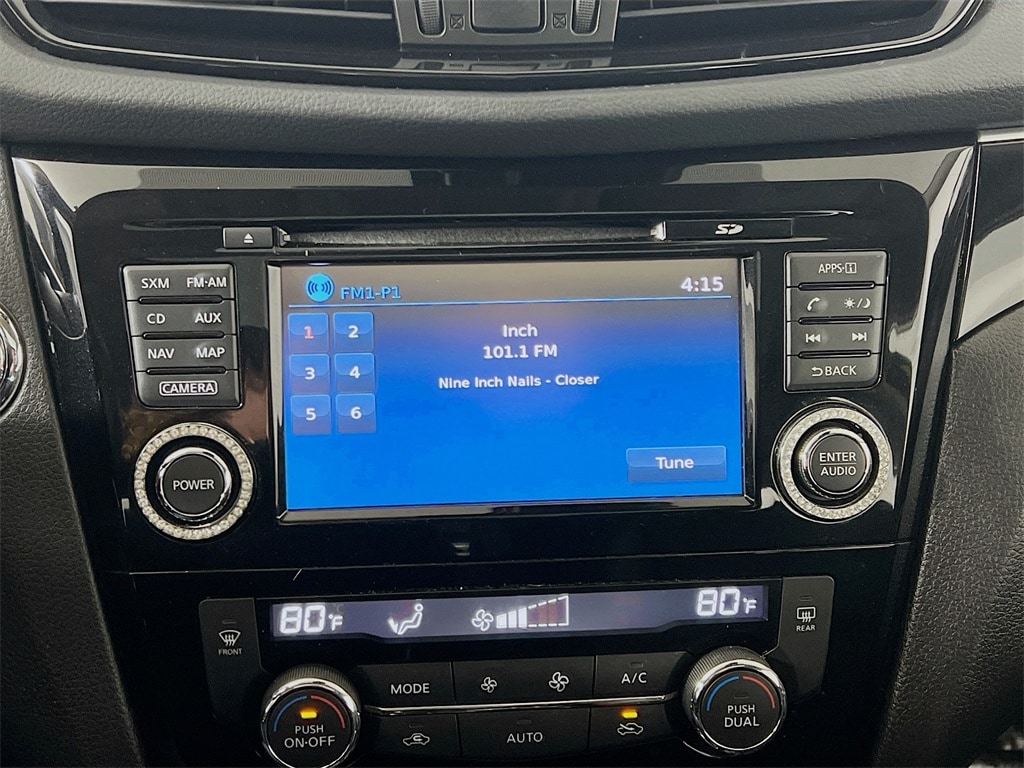 SD
SXM FM·AM
CD AUX
NAV MAP
CAMERA
POWER
FM1-P1 4:15
1 2
3 4
5 6
Inch
101.1 FM
Nine Inch Nails - Closer
Tune
APPS·i
BACK
ENTER
AUDIO
80°F
80°F
FRONT
REAR
MODE
A/C
PUSH
ON·OFF
AUTO
PUSH
DUAL